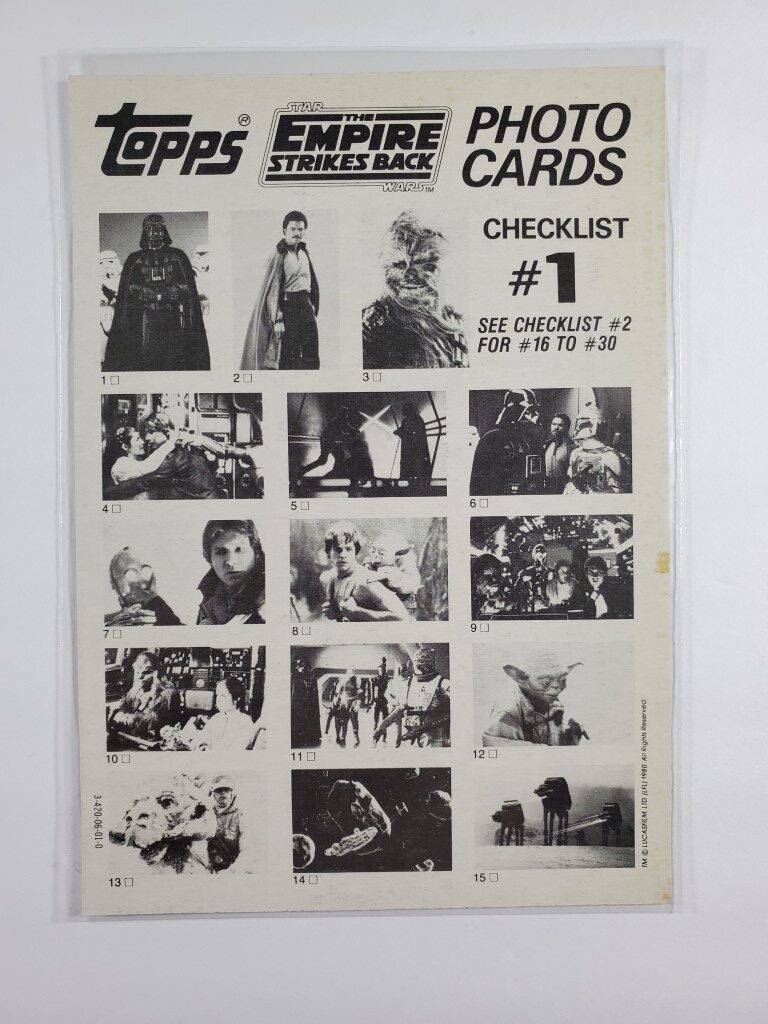 topps®
STAR
THE
EMPIRE
STRIKES BACK
WARS™
PHOTO
CARDS
CHECKLIST
#1
SEE CHECKLIST #2
FOR #16 TO #30
1 □
2 □
3 □
4 □
5 □
6 □
7 □
8 □
9 □
10 □
11 □
12 □
13 □
14 □
15 □
3-420-06-01-0
TM: © LUCASFILM, LTD. (LFL) 1980. All Rights Reserved